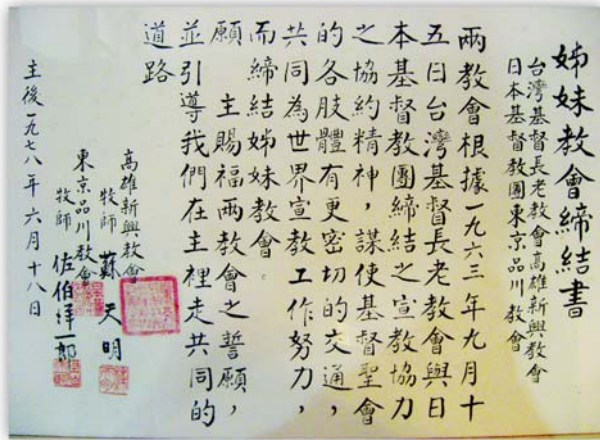 姊妹教會締結書
台灣基督長老教會高雄新興教會
日本基督教團東京品川教會
兩教會根據一九六三年九月十
五日台灣基督長老教會與日
本基督教團締結之宣教協力
之協約精神,謀使基督聖會
的各肢體有更密切的交通,
共同為世界宣教工作努力,
而締結姊妹教會。
願 主賜福兩教會之誓願,
並引導我們在主裡走共同的
道路
高雄新興教會
牧師 蘇天明
東京品川教會
牧師 佐伯洋一郎
主後一九七八年六月十八日